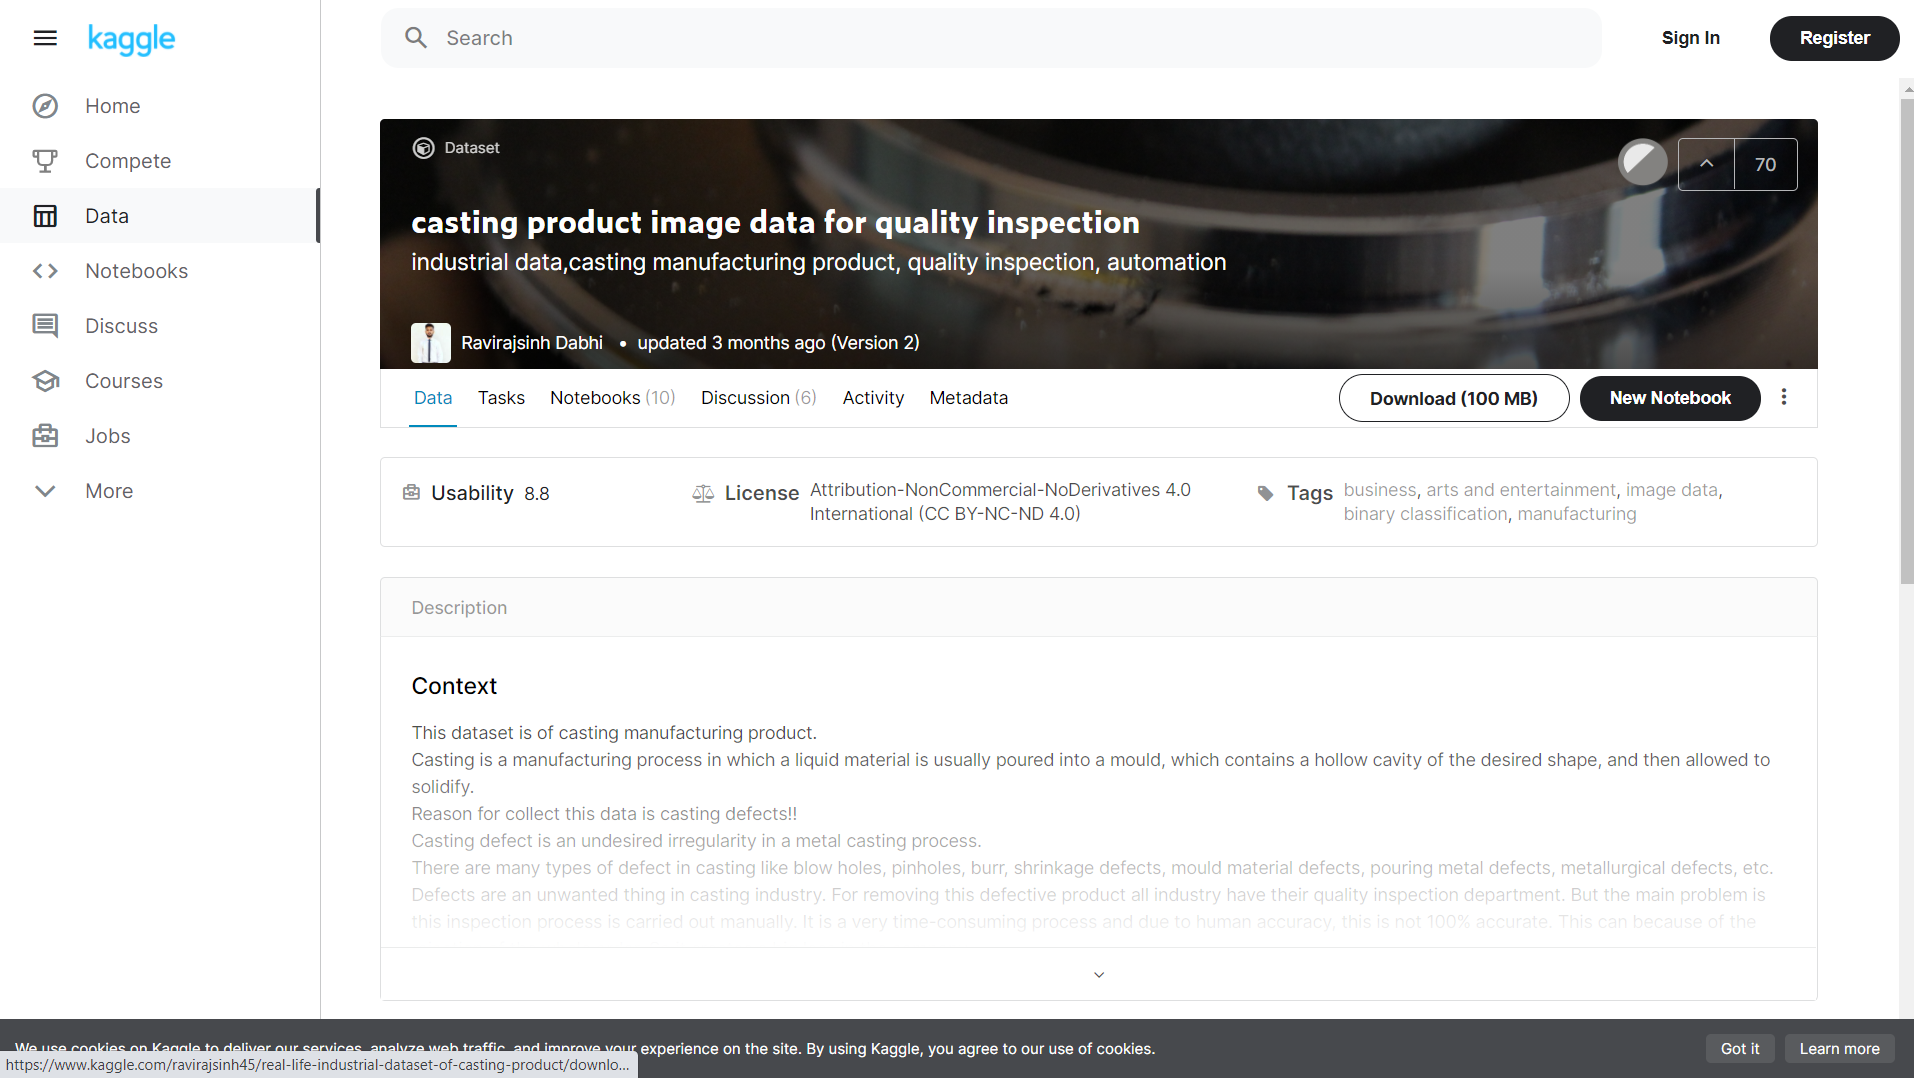 kaggle
Search
Sign In
Register
Home
Compete
Data
Notebooks
Discuss
Courses
Jobs
More
Dataset
70
casting product image data for quality inspection
industrial data,casting manufacturing product, quality inspection, automation
Ravirajsinh Dabhi • updated 3 months ago (Version 2)
Data Tasks Notebooks (10) Discussion (6) Activity Metadata
Download (100 MB)
New Notebook
Usability 8.8
License Attribution-NonCommercial-NoDerivatives 4.0
International (CC BY-NC-ND 4.0)
Tags business, arts and entertainment, image data,
binary classification, manufacturing
Description
Context
This dataset is of casting manufacturing product.
Casting is a manufacturing process in which a liquid material is usually poured into a mould, which contains a hollow cavity of the desired shape, and then allowed to
solidify.
Reason for collect this data is casting defects!!
Casting defect is an undesired irregularity in a metal casting process.
There are many types of defect in casting like blow holes, pinholes, burr, shrinkage defects, mould material defects, pouring metal defects, metallurgical defects, etc.
Defects are an unwanted thing in casting industry. For removing this defective product all industry have their quality inspection department. But the main problem is
this inspection process is carried out manually. It is a very time-consuming process and due to human accuracy, this is not 100% accurate. This can because of the
We use cookies on Kaggle to deliver our services, analyze web traffic, and improve your experience on the site. By using Kaggle, you agree to our use of cookies.
Got it
Learn more
https://www.kaggle.com/ravirajsinh45/real-life-industrial-dataset-of-casting-product/downlo...